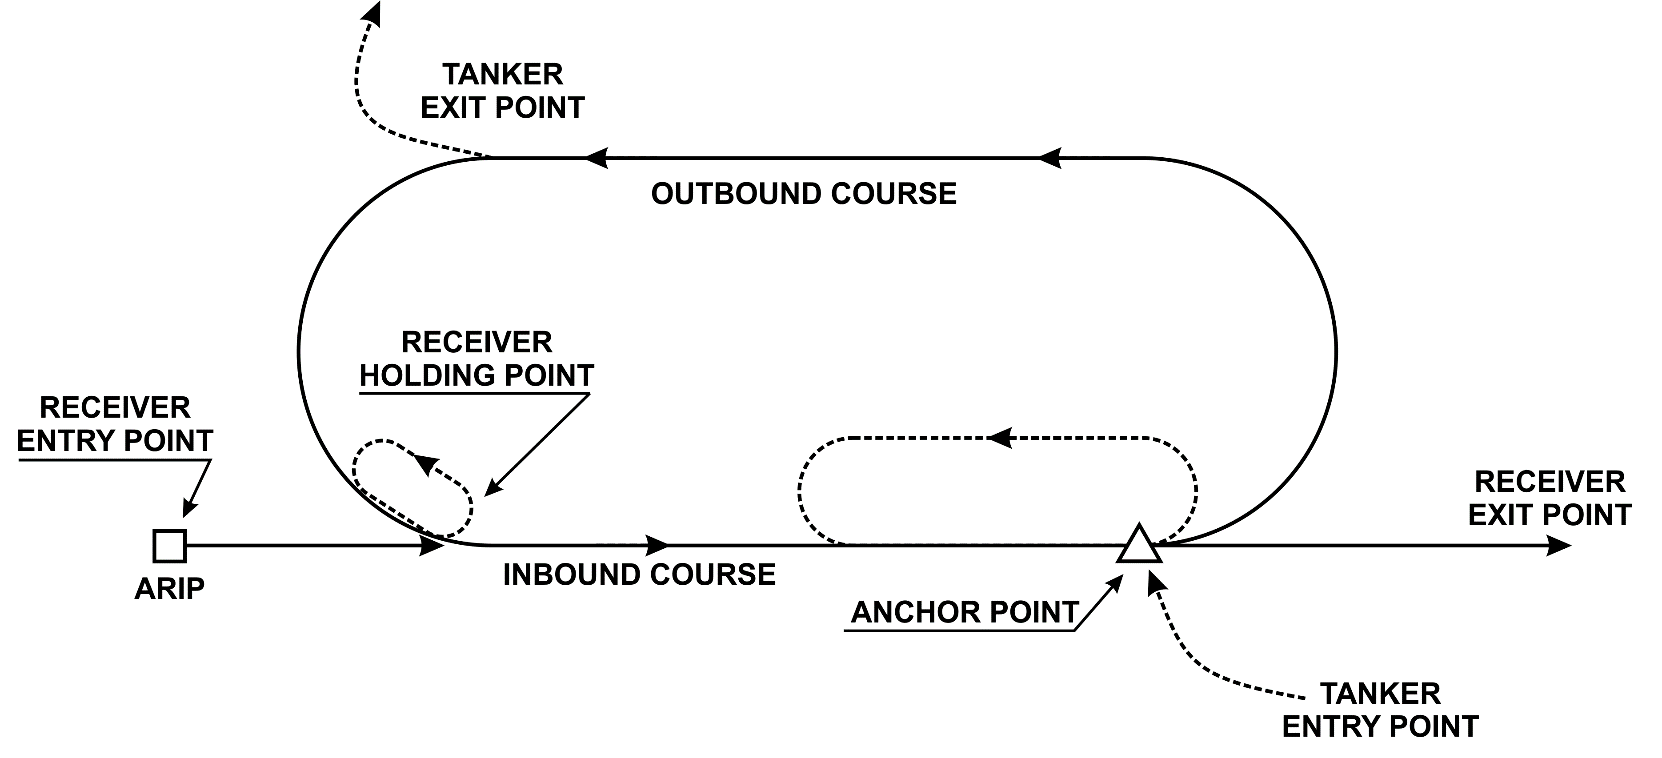 TANKER
EXIT POINT
OUTBOUND COURSE
RECEIVER
HOLDING POINT
RECEIVER
ENTRY POINT
ARIP
INBOUND COURSE
ANCHOR POINT
RECEIVER
EXIT POINT
TANKER
ENTRY POINT